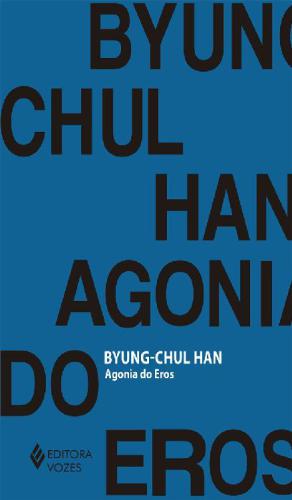 BYUNG
CHUL
HAN
AGONIA
DO
BYUNG-CHUL HAN
Agonia do Eros
EDITORA
VOZES
EROS